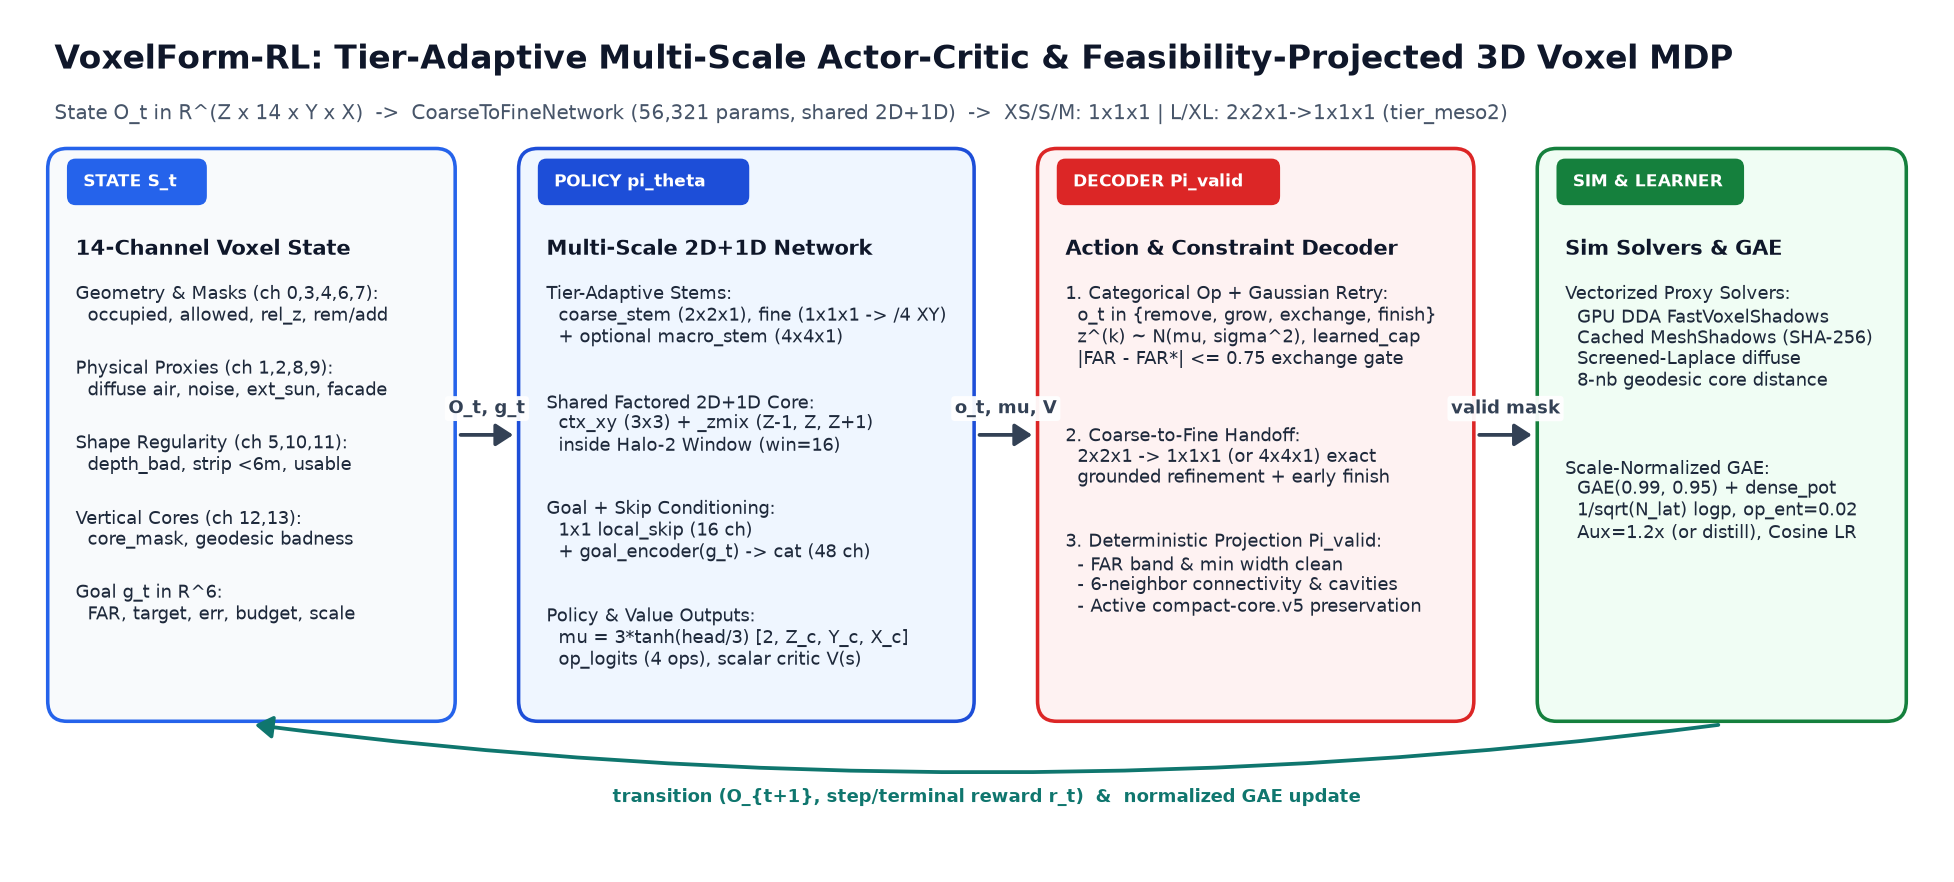 VoxelForm-RL: Tier-Adaptive Multi-Scale Actor-Critic & Feasibility-Projected 3D Voxel MDP
State O_t in R^(Z x 14 x Y x X)  ->  CoarseToFineNetwork (56,321 params, shared 2D+1D)  ->  XS/S/M: 1x1x1 | L/XL: 2x2x1->1x1x1 (tier_meso2)
STATE S_t
14-Channel Voxel State
Geometry & Masks (ch 0,3,4,6,7):
occupied, allowed, rel_z, rem/add
Physical Proxies (ch 1,2,8,9):
diffuse air, noise, ext_sun, facade
Shape Regularity (ch 5,10,11):
depth_bad, strip <6m, usable
Vertical Cores (ch 12,13):
core_mask, geodesic badness
Goal g_t in R^6:
FAR, target, err, budget, scale
O_t, g_t
POLICY pi_theta
Multi-Scale 2D+1D Network
Tier-Adaptive Stems:
coarse_stem (2x2x1), fine (1x1x1 -> /4 XY)
+ optional macro_stem (4x4x1)
Shared Factored 2D+1D Core:
ctx_xy (3x3) + _zmix (Z-1, Z, Z+1)
inside Halo-2 Window (win=16)
Goal + Skip Conditioning:
1x1 local_skip (16 ch)
+ goal_encoder(g_t) -> cat (48 ch)
Policy & Value Outputs:
mu = 3*tanh(head/3) [2, Z_c, Y_c, X_c]
op_logits (4 ops), scalar critic V(s)
o_t, mu, V
DECODER Pi_valid
Action & Constraint Decoder
1. Categorical Op + Gaussian Retry:
o_t in {remove, grow, exchange, finish}
z^(k) ~ N(mu, sigma^2), learned_cap
|FAR - FAR*| <= 0.75 exchange gate
2. Coarse-to-Fine Handoff:
2x2x1 -> 1x1x1 (or 4x4x1) exact
grounded refinement + early finish
3. Deterministic Projection Pi_valid:
- FAR band & min width clean
- 6-neighbor connectivity & cavities
- Active compact-core.v5 preservation
valid mask
SIM & LEARNER
Sim Solvers & GAE
Vectorized Proxy Solvers:
GPU DDA FastVoxelShadows
Cached MeshShadows (SHA-256)
Screened-Laplace diffuse
8-nb geodesic core distance
Scale-Normalized GAE:
GAE(0.99, 0.95) + dense_pot
1/sqrt(N_lat) logp, op_ent=0.02
Aux=1.2x (or distill), Cosine LR
transition (O_{t+1}, step/terminal reward r_t)  &  normalized GAE update